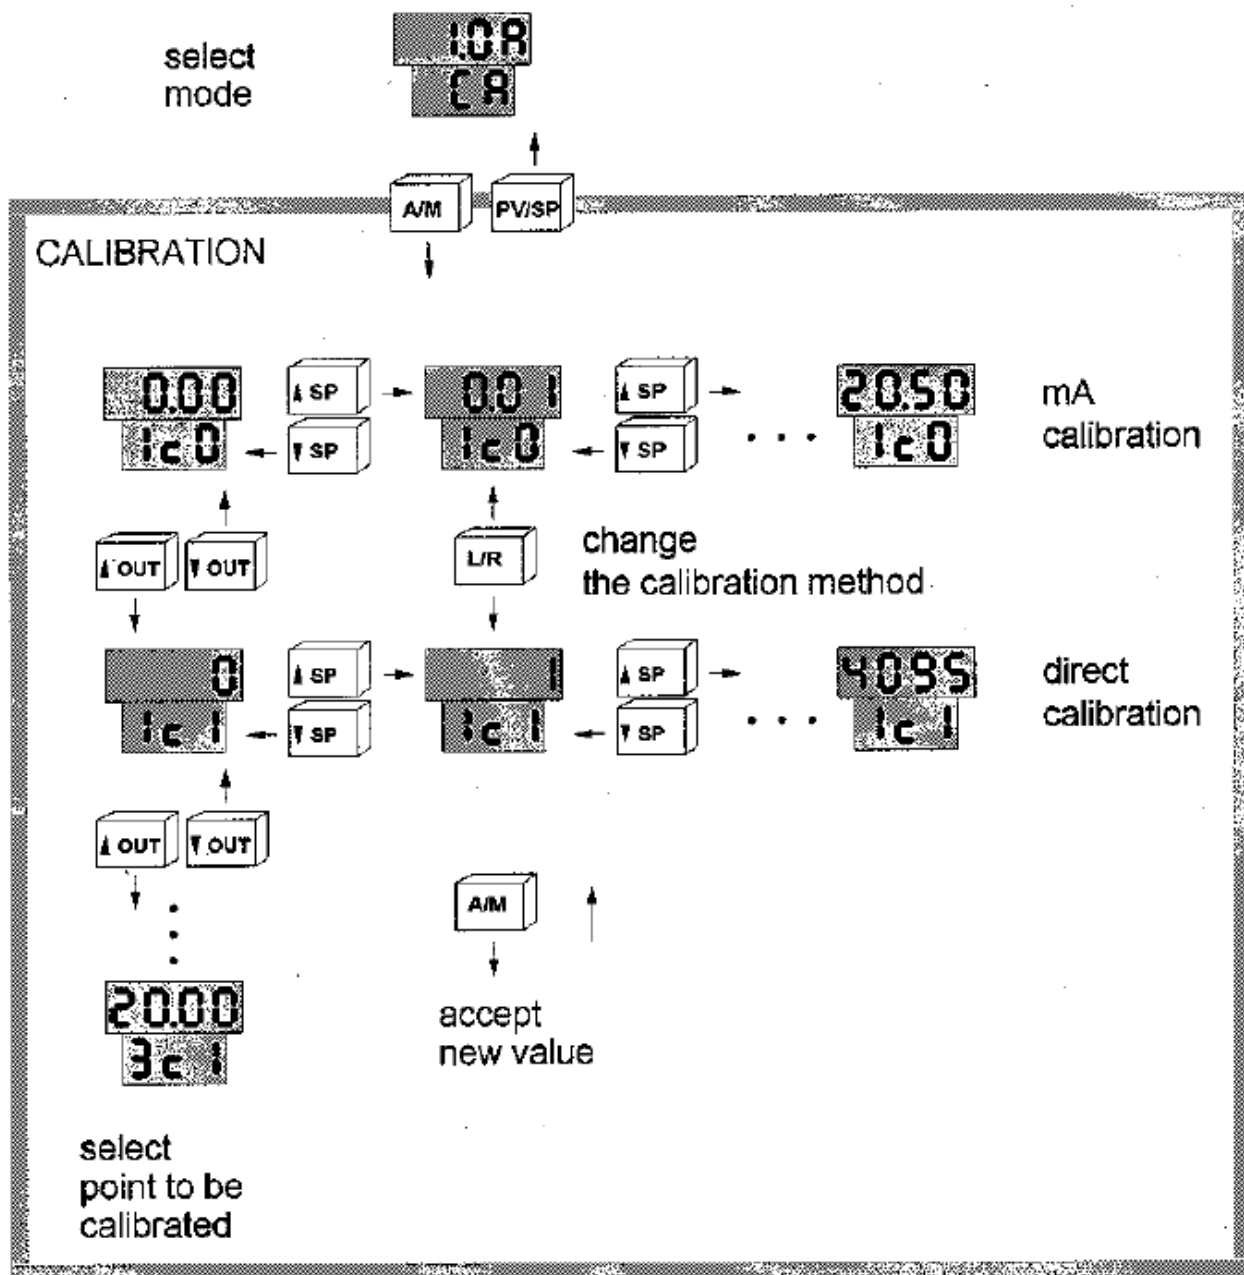 select
mode
1.0A
CA
A/M
PV/SP
CALIBRATION
0.00
1c0
▲ SP
▼ SP
0.01
1c0
▲ SP
▼ SP
. . .
20.50
1c0
mA
calibration
▲ OUT
▼ OUT
L/R
change
the calibration method
0
1c1
▲ SP
▼ SP
1
1c1
▲ SP
▼ SP
. . .
4095
1c1
direct
calibration
▲ OUT
▼ OUT
A/M
accept
new value
20.00
3c1
select
point to be
calibrated